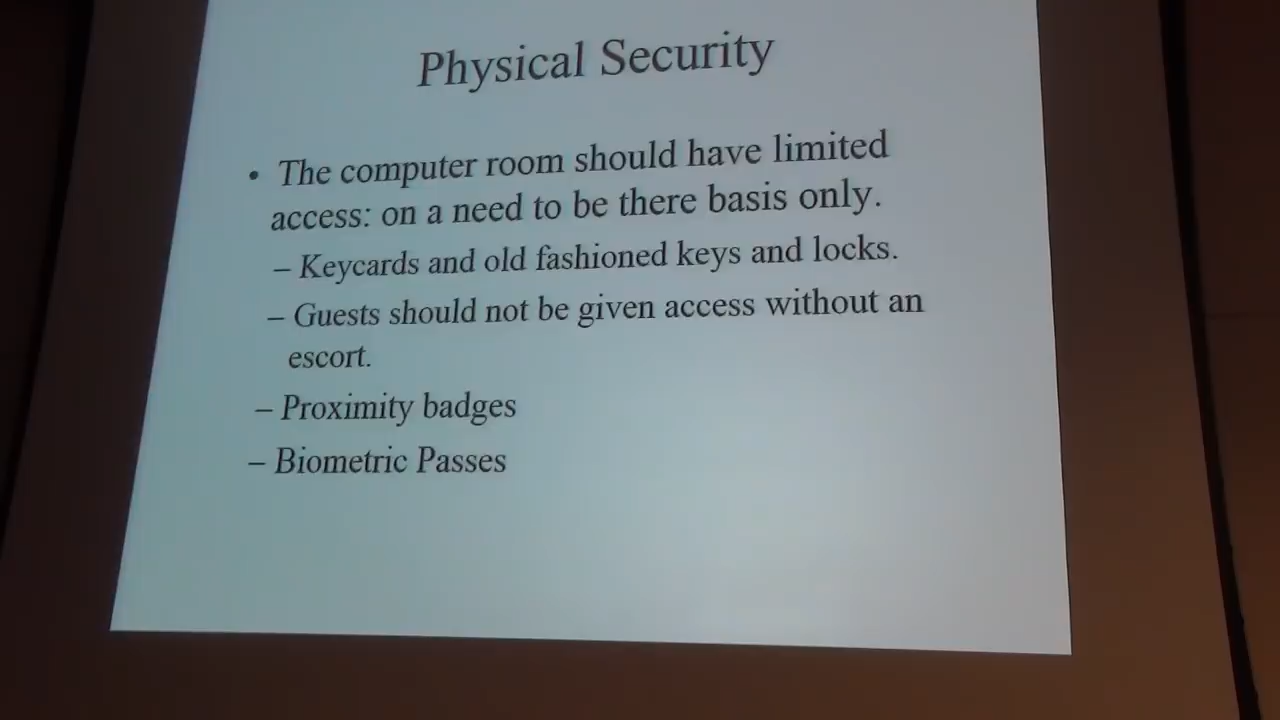 Physical Security
• The computer room should have limited
access: on a need to be there basis only.
– Keycards and old fashioned keys and locks.
– Guests should not be given access without an
escort.
– Proximity badges
– Biometric Passes